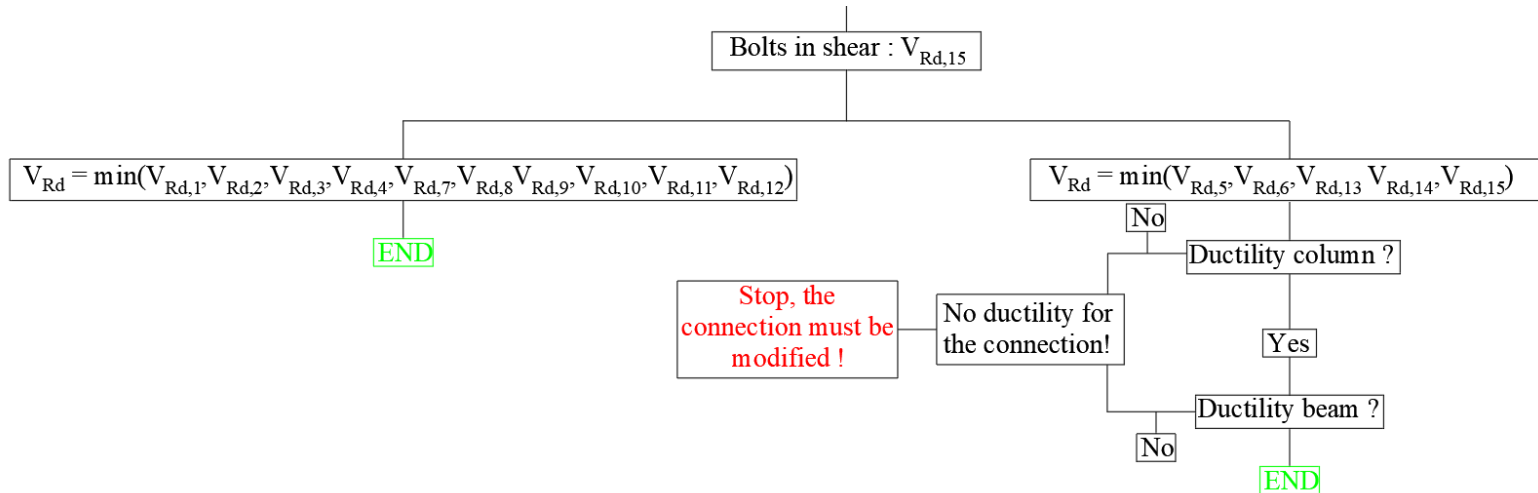 Bolts in shear : V_Rd,15
V_Rd = min(V_Rd,1, V_Rd,2, V_Rd,3, V_Rd,4, V_Rd,7, V_Rd,8 V_Rd,9, V_Rd,10, V_Rd,11, V_Rd,12)
V_Rd = min(V_Rd,5, V_Rd,6, V_Rd,13 V_Rd,14, V_Rd,15)
No
END
Ductility column ?
Stop, the
connection must be
modified !
No ductility for
the connection!
Yes
Ductility beam ?
No
END